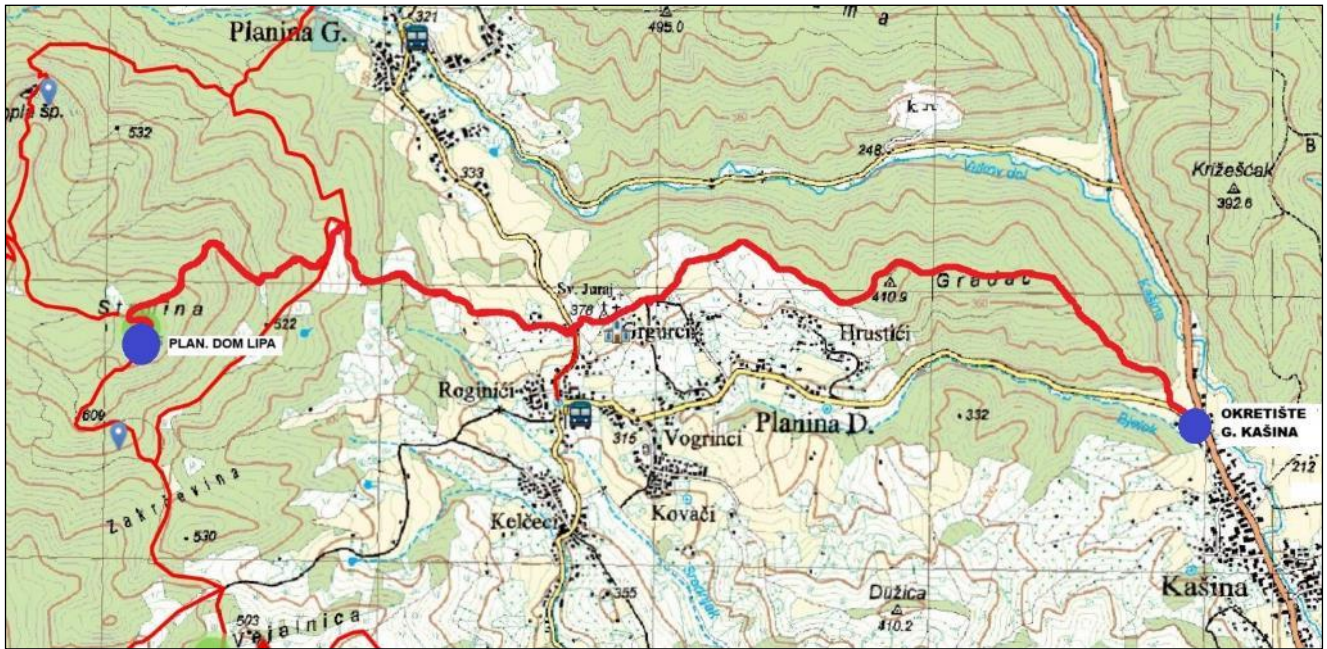 321
Planina G.
495.0
m a
a
532
333
248
k.
Vukov dol
Križeščak
392.6
B
Kašina
Sv. Juraj
378
410.9
Gradac
Grgurci
Hrustići
522
PLAN. DOM LIPA
Roginići
609
315
Vogrinci
Planina D.
332
Bjelok
OKRETIŠTE
G. KAŠINA
212
Zakrčevina
530
Kelčeci
Kovači
Srednjak
355
Dužica
410.2
Kašina
503
Vejalnica